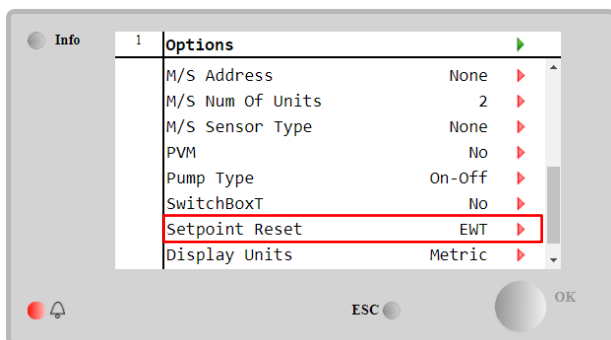 Info
1 Options
M/S Address None
M/S Num Of Units 2
M/S Sensor Type None
PVM No
Pump Type On-Off
SwitchBoxT No
Setpoint Reset EWT
Display Units Metric
ESC
OK